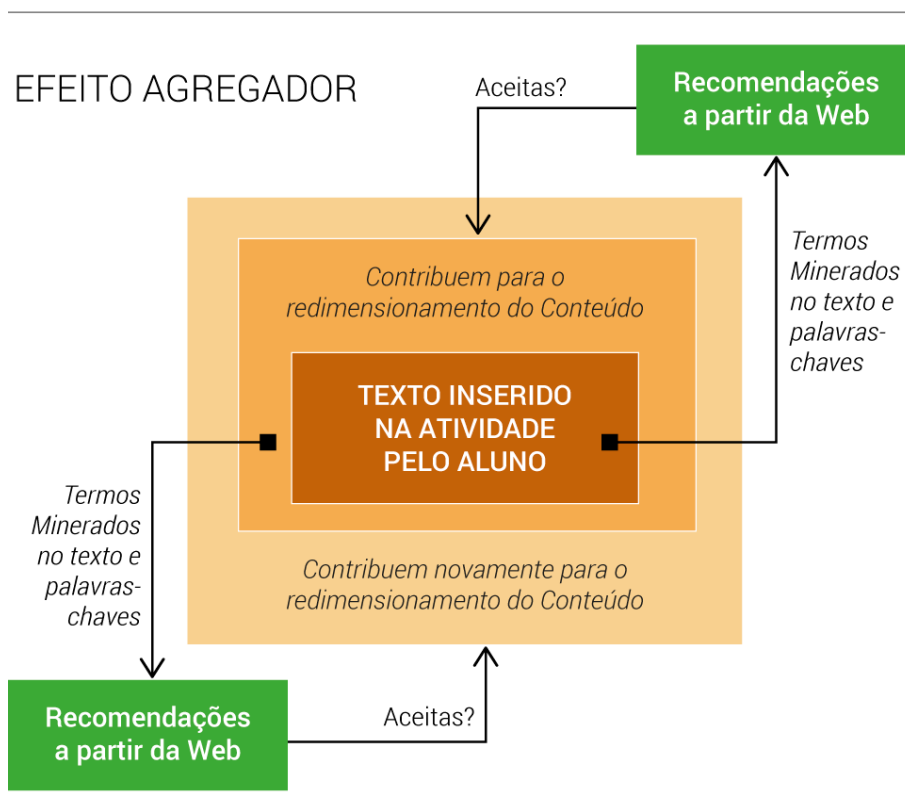 EFEITO AGREGADOR
Aceitas?
Recomendações
a partir da Web
Termos
Minerados
no texto e
palavras-
chaves
Contribuem para o
redimensionamento do Conteúdo
TEXTO INSERIDO
NA ATIVIDADE
PELO ALUNO
Termos
Minerados
no texto e
palavras-
chaves
Contribuem novamente para o
redimensionamento do Conteúdo
Recomendações
a partir da Web
Aceitas?